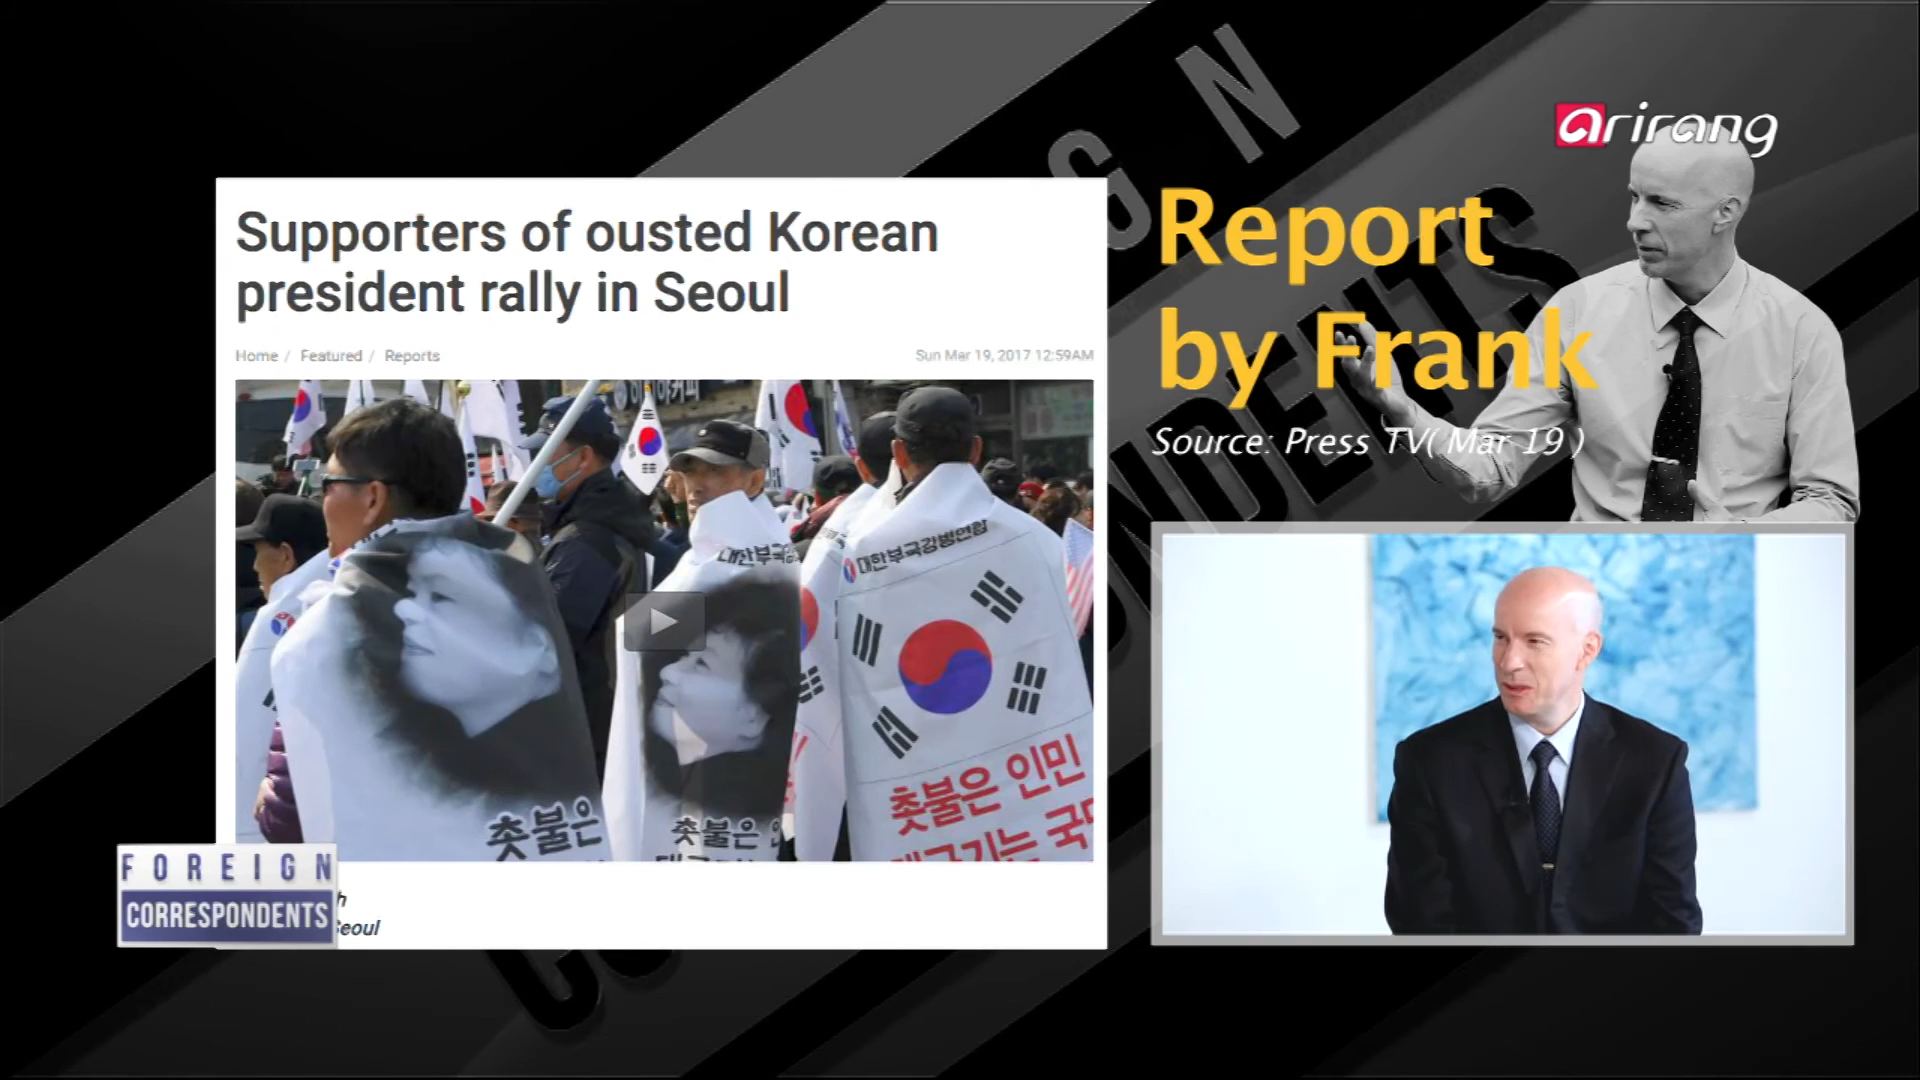 arirang
Supporters of ousted Korean
president rally in Seoul
Home / Featured / Reports
Sun Mar 19, 2017 12:59AM
Report
by Frank
Source: Press TV( Mar 19 )
대한부국강병연합
촛불은 인민
촛불은
촛불은
FOREIGN
CORRESPONDENTS
Seoul